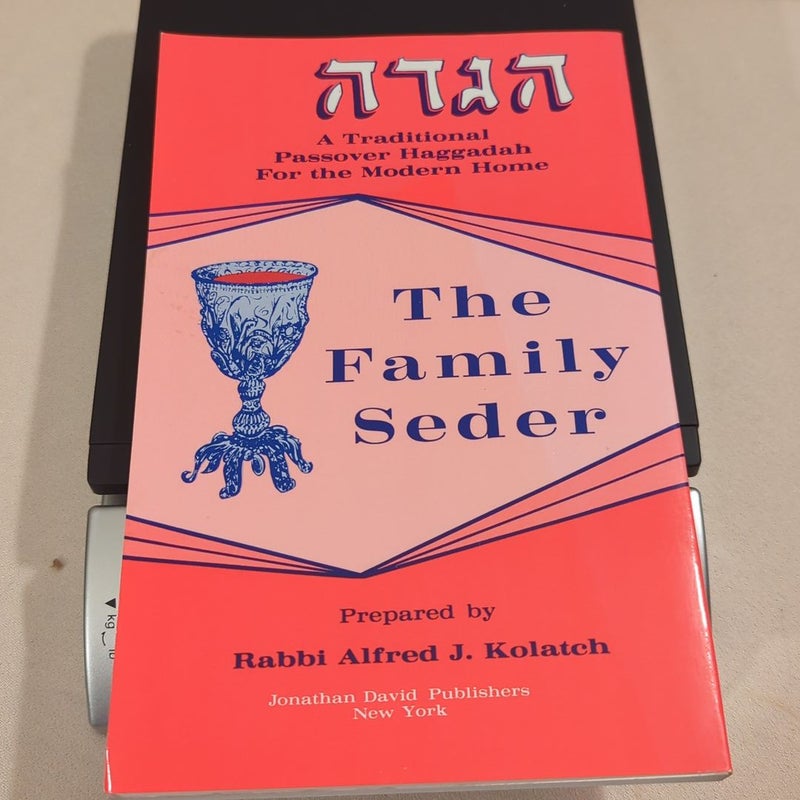 הגדה
A Traditional
Passover Haggadah
For the Modern Home
The
Family
Seder
Prepared by
Rabbi Alfred J. Kolatch
Jonathan David Publishers
New York
kg